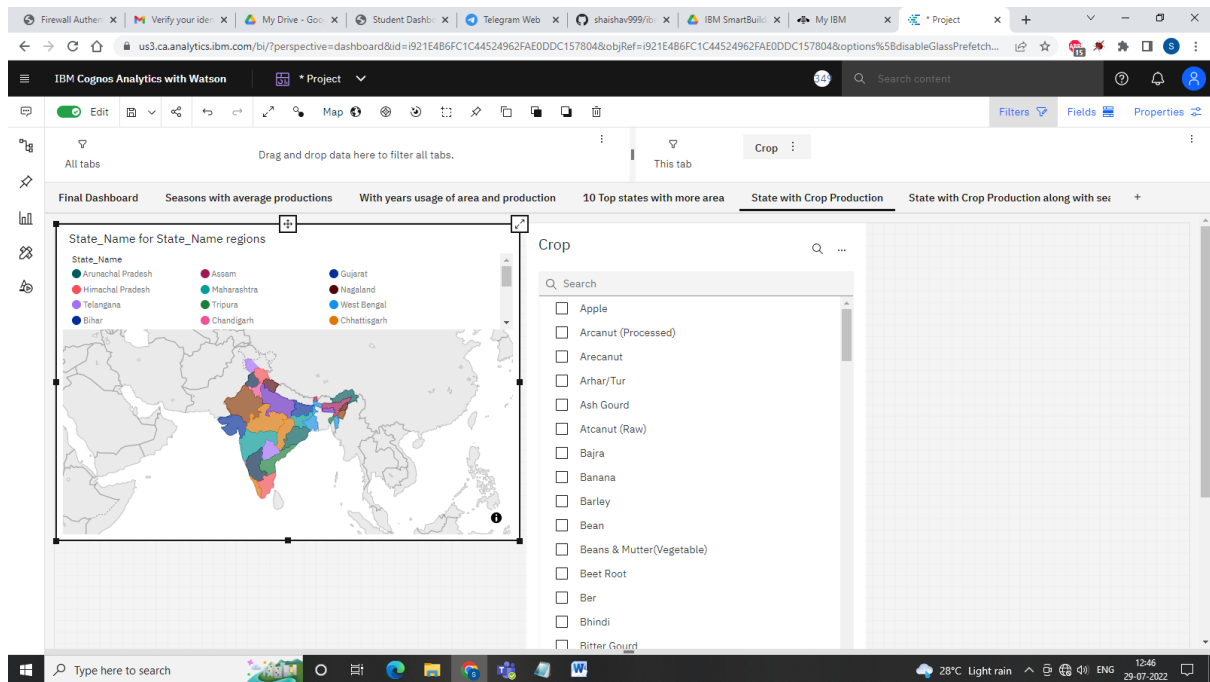 Firewall Authen
Verify your iden
My Drive - Goo
Student Dashbo
Telegram Web
shaishav999/ib
IBM SmartBuild
My IBM
* Project
us3.ca.analytics.ibm.com/bi/?perspective=dashboard&id=i921E4B6FC1C44524962FAE0DDC157804&objRef=i921E4B6FC1C44524962FAE0DDC157804&options%5BdisableGlassPrefetch...
15
S
IBM Cognos Analytics with Watson
* Project
349
Search content
Edit
Map
Filters
Fields
Properties
All tabs
Drag and drop data here to filter all tabs.
This tab
Crop
Final Dashboard
Seasons with average productions
With years usage of area and production
10 Top states with more area
State with Crop Production
State with Crop Production along with sea
+
State_Name for State_Name regions
State_Name
Arunachal Pradesh Assam Gujarat
Himachal Pradesh Maharashtra Nagaland
Telangana Tripura West Bengal
Bihar Chandigarh Chhattisgarh
Crop
Search
Apple
Arcanut (Processed)
Arecanut
Arhar/Tur
Ash Gourd
Atcanut (Raw)
Bajra
Banana
Barley
Bean
Beans & Mutter(Vegetable)
Beet Root
Ber
Bhindi
Bitter Gourd
Type here to search
28°C Light rain
ENG
12:46
29-07-2022